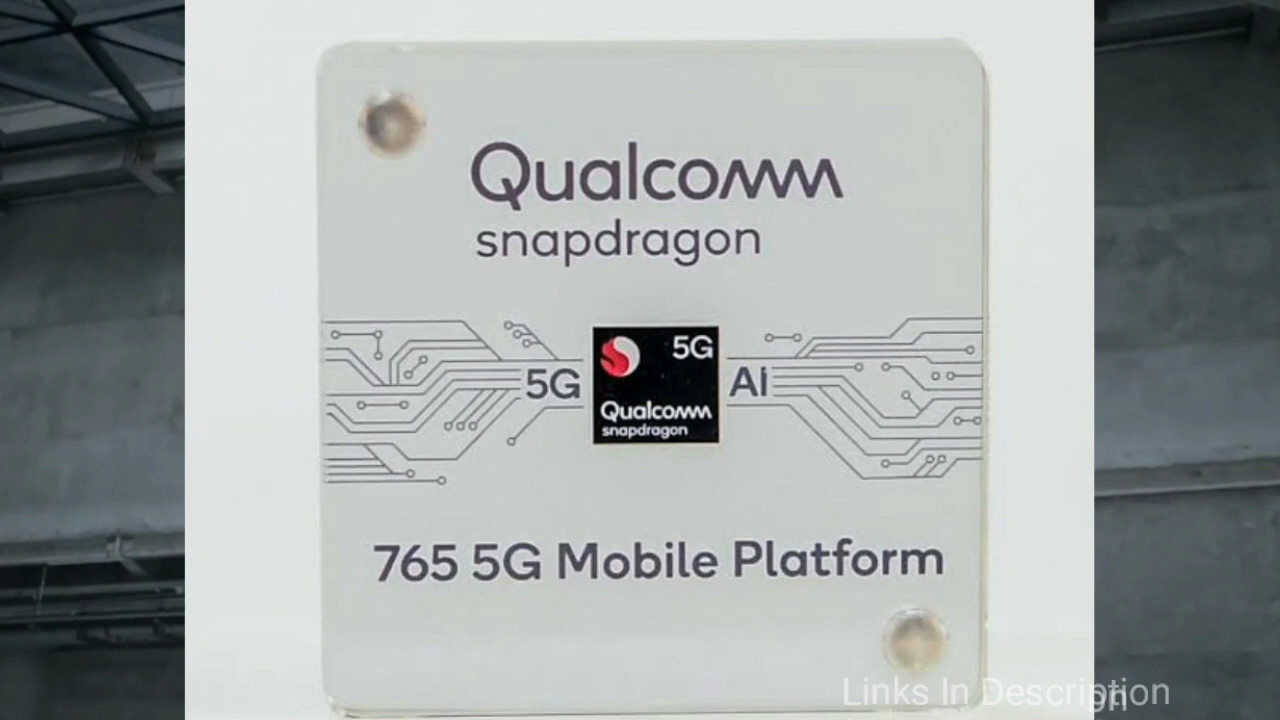 Qualcomm
snapdragon
5G
5G
Qualcomm
snapdragon
Ai
765 5G Mobile Platform
Links In Description